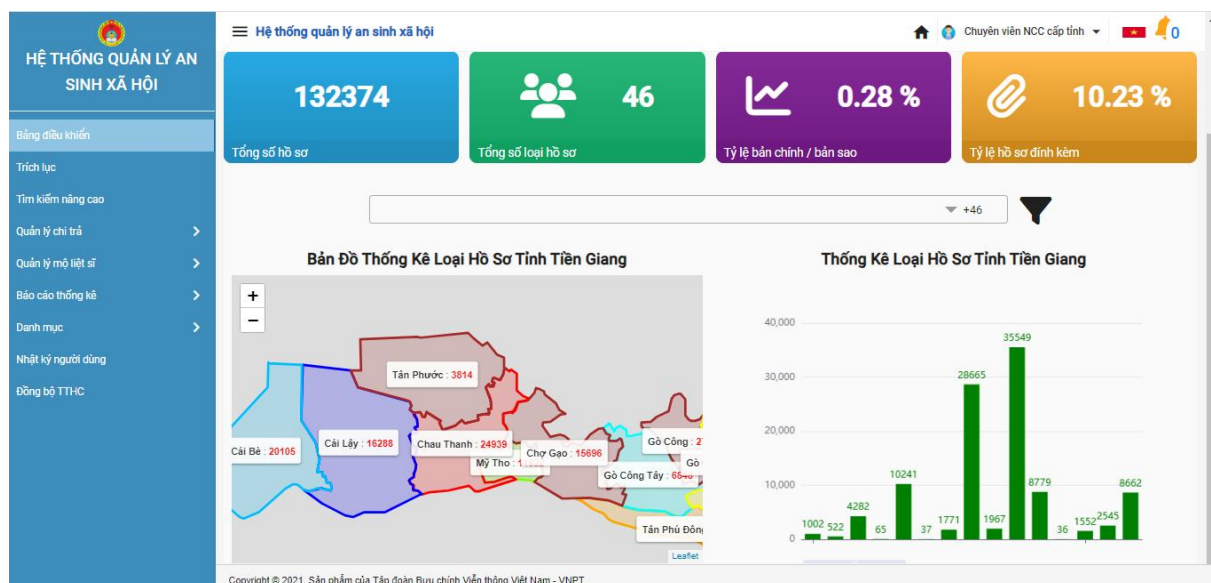 HỆ THỐNG QUẢN LÝ AN
SINH XÃ HỘI
Bảng điều khiển
Trích lục
Tìm kiếm nâng cao
Quản lý chi trả
Quản lý mộ liệt sĩ
Báo cáo thống kê
Danh mục
Nhật ký người dùng
Đồng bộ TTHC
Hệ thống quản lý an sinh xã hội
Chuyên viên NCC cấp tỉnh
0
132374
Tổng số hồ sơ
46
Tổng số loại hồ sơ
0.28 %
Tỷ lệ bản chính / bản sao
10.23 %
Tỷ lệ hồ sơ đính kèm
+46
Bản Đồ Thống Kê Loại Hồ Sơ Tỉnh Tiền Giang
+
−
Tân Phước : 3814
Cái Bè : 20105
Cái Lậy : 16288
Chau Thanh : 24939
Mỹ Tho :
Chợ Gạo : 15696
Gò Công : 2
Gò
Gò Công Tây :
Tân Phú Đông
Leaflet
Thống Kê Loại Hồ Sơ Tỉnh Tiền Giang
40,000
30,000
20,000
10,000
0
1002
522
4282
65
10241
37
1771
28665
1967
35549
8779
36
1552
2545
8662
Copyright © 2021. Sản phẩm của Tập đoàn Bưu chính Viễn thông Việt Nam - VNPT